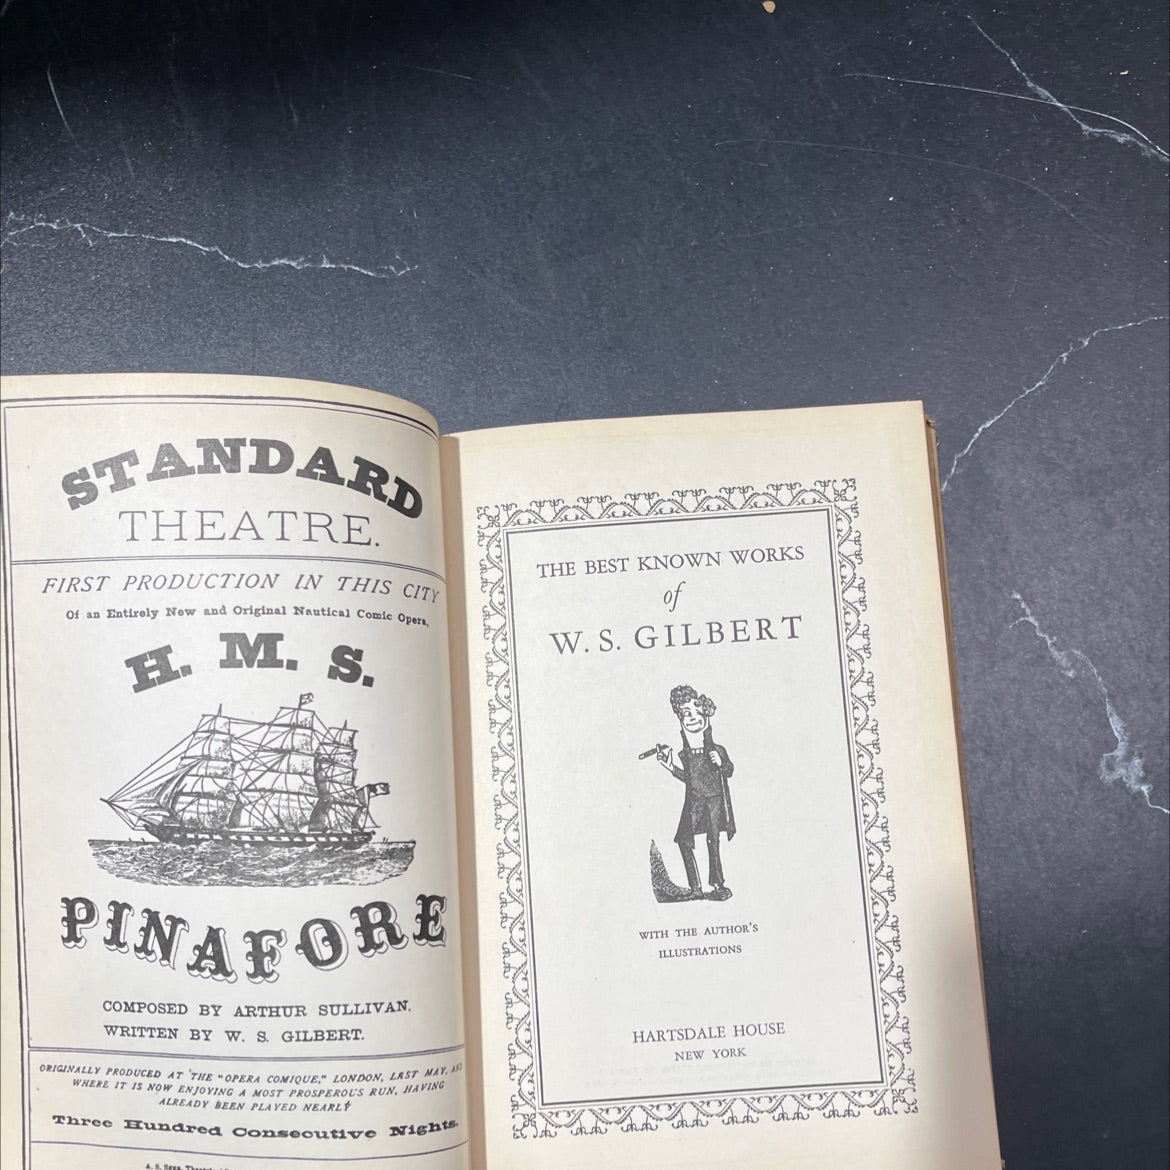 STANDARD
THEATRE.
FIRST PRODUCTION IN THIS CITY
Of an Entirely New and Original Nautical Comic Opera,
H. M. S.
PINAFORE
COMPOSED BY ARTHUR SULLIVAN.
WRITTEN BY W. S. GILBERT.
ORIGINALLY PRODUCED AT THE "OPERA COMIQUE," LONDON, LAST MAY, AND
WHERE IT IS NOW ENJOYING A MOST PROSPEROUS RUN, HAVING
ALREADY BEEN PLAYED NEARLY
Three Hundred Consecutive Nights.
THE BEST KNOWN WORKS
of
W. S. GILBERT
WITH THE AUTHOR'S
ILLUSTRATIONS
HARTSDALE HOUSE
NEW YORK